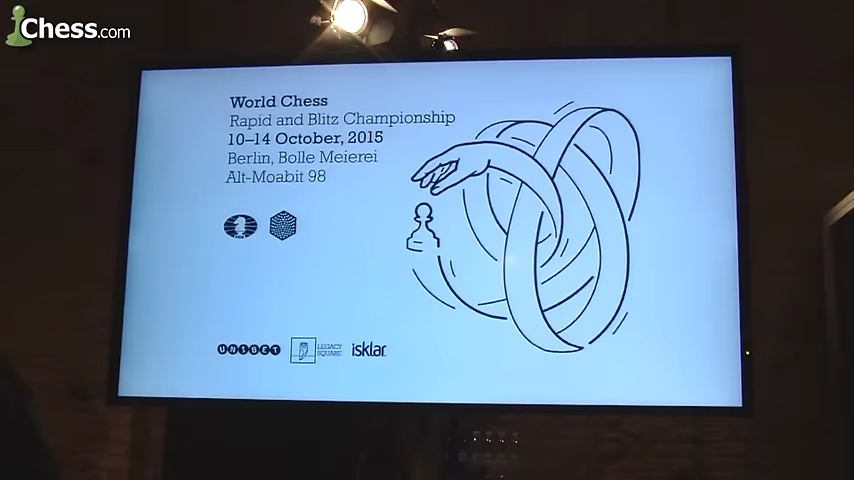 Chess.com
World Chess
Rapid and Blitz Championship
10–14 October, 2015
Berlin, Bolle Meierei
Alt-Moabit 98
UNIBET
LEGACY
SQUARE
isklar